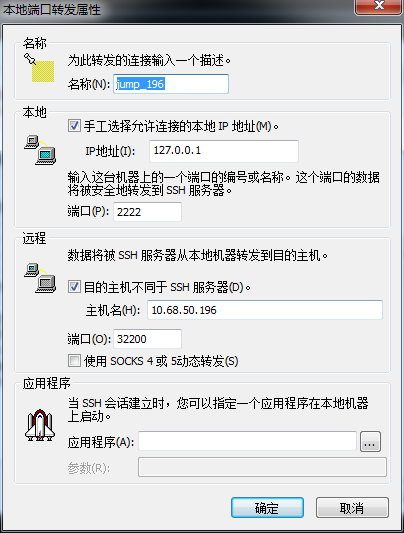 本地端口转发属性
名称
为此转发的连接输入一个描述。
名称(N): jump_196
本地
手工选择允许连接的本地 IP 地址(M)。
IP地址(I): 127.0.0.1
输入这台机器上的一个端口的编号或名称。这个端口的数据
将被安全地转发到 SSH 服务器。
端口(P): 2222
远程
数据将被 SSH 服务器从本地机器转发到目的主机。
目的主机不同于 SSH 服务器(D)。
主机名(H): 10.68.50.196
端口(O): 32200
使用 SOCKS 4 或 5动态转发(S)
应用程序
当 SSH 会话建立时，您可以指定一个应用程序在本地机器
上启动。
应用程序(A): ...
参数(R):
确定 取消